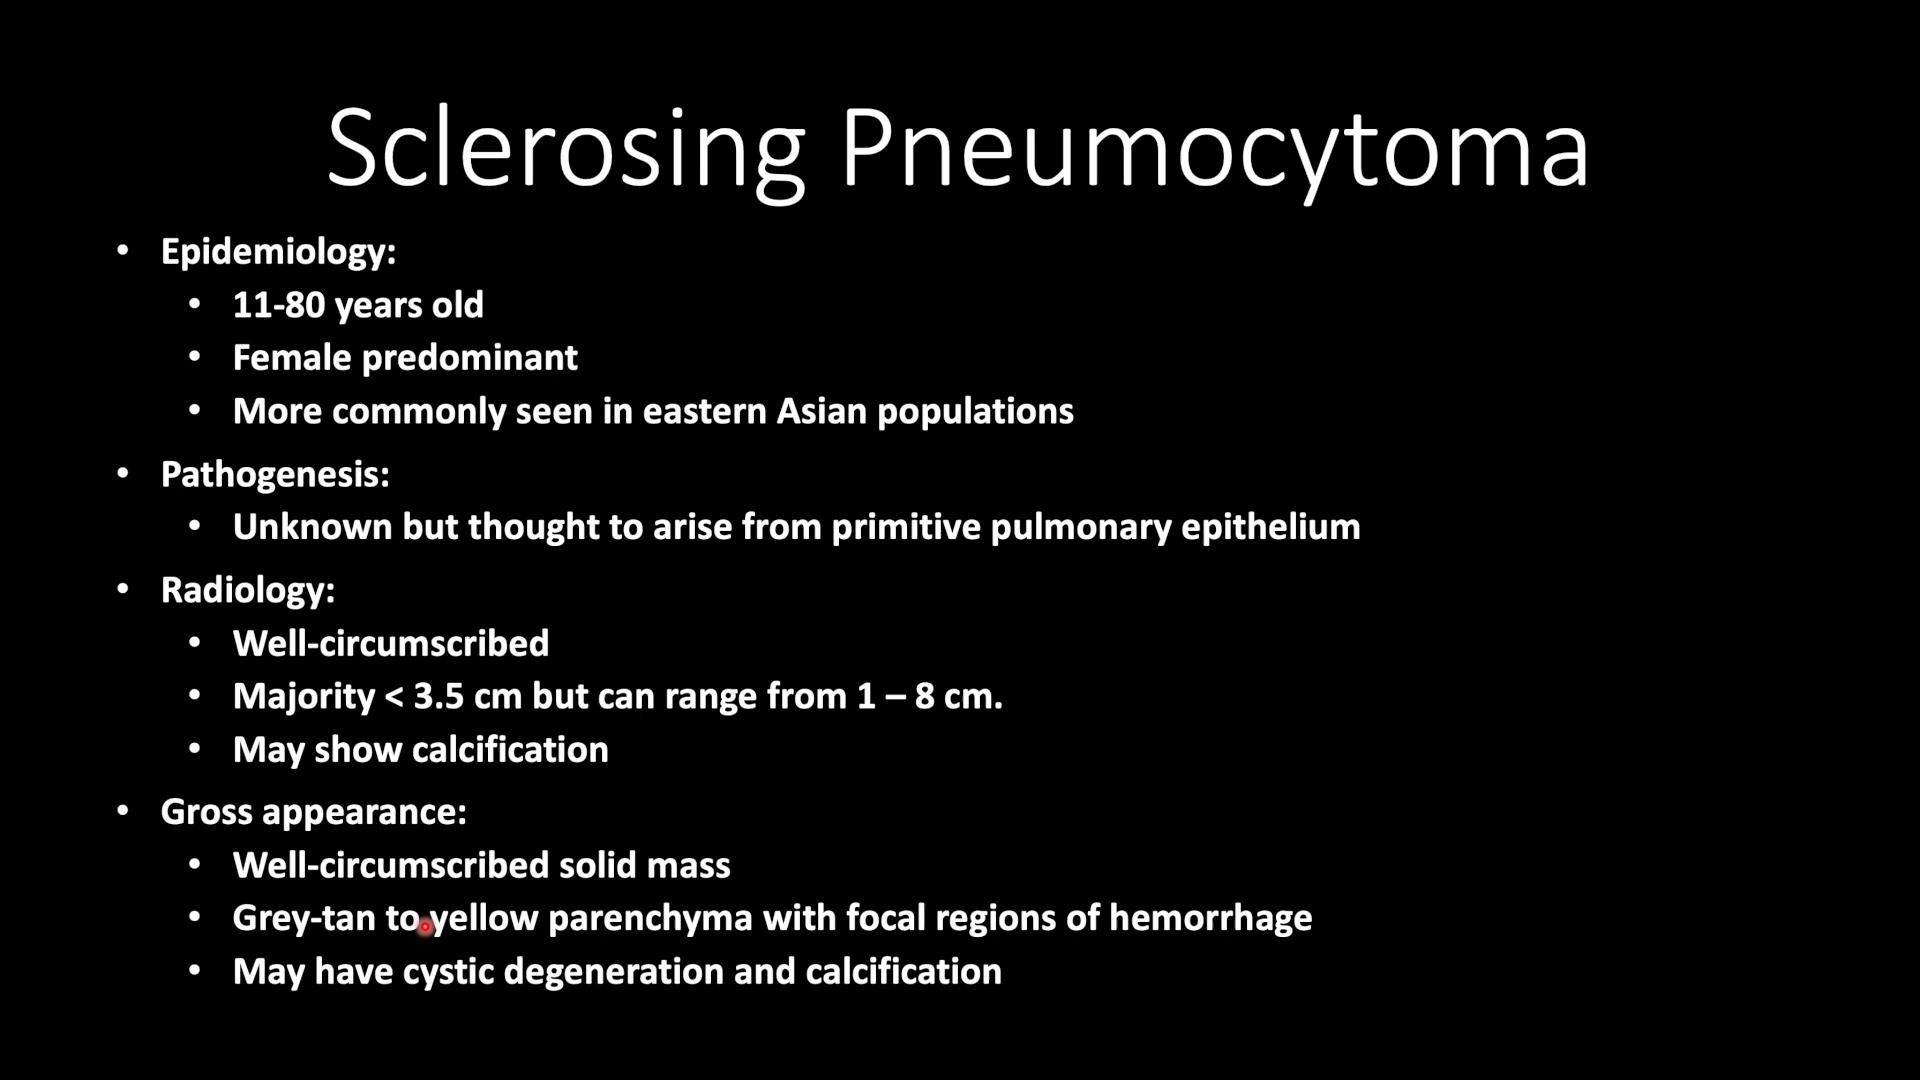 Sclerosing Pneumocytoma
• Epidemiology:
• 11-80 years old
• Female predominant
• More commonly seen in eastern Asian populations
• Pathogenesis:
• Unknown but thought to arise from primitive pulmonary epithelium
• Radiology:
• Well-circumscribed
• Majority < 3.5 cm but can range from 1 – 8 cm.
• May show calcification
• Gross appearance:
• Well-circumscribed solid mass
• Grey-tan to yellow parenchyma with focal regions of hemorrhage
• May have cystic degeneration and calcification